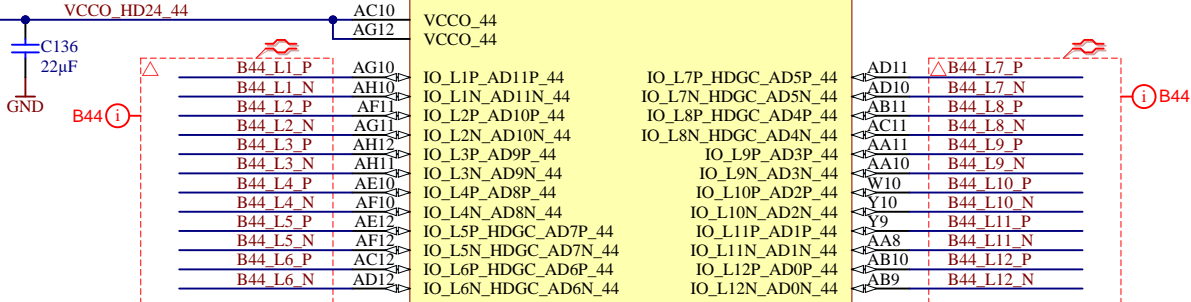 VCCO_HD24_44
AC10
VCCO_44
AG12
VCCO_44
C136
22µF
GND
B44
B44
B44_L1_P AG10 IO_L1P_AD11P_44 IO_L7P_HDGC_AD5P_44 AD11 B44_L7_P
B44_L1_N AH10 IO_L1N_AD11N_44 IO_L7N_HDGC_AD5N_44 AD10 B44_L7_N
B44_L2_P AF11 IO_L2P_AD10P_44 IO_L8P_HDGC_AD4P_44 AB11 B44_L8_P
B44_L2_N AG11 IO_L2N_AD10N_44 IO_L8N_HDGC_AD4N_44 AC11 B44_L8_N
B44_L3_P AH12 IO_L3P_AD9P_44 IO_L9P_AD3P_44 AA11 B44_L9_P
B44_L3_N AH11 IO_L3N_AD9N_44 IO_L9N_AD3N_44 AA10 B44_L9_N
B44_L4_P AE10 IO_L4P_AD8P_44 IO_L10P_AD2P_44 W10 B44_L10_P
B44_L4_N AF10 IO_L4N_AD8N_44 IO_L10N_AD2N_44 Y10 B44_L10_N
B44_L5_P AE12 IO_L5P_HDGC_AD7P_44 IO_L11P_AD1P_44 Y9 B44_L11_P
B44_L5_N AF12 IO_L5N_HDGC_AD7N_44 IO_L11N_AD1N_44 AA8 B44_L11_N
B44_L6_P AC12 IO_L6P_HDGC_AD6P_44 IO_L12P_AD0P_44 AB10 B44_L12_P
B44_L6_N AD12 IO_L6N_HDGC_AD6N_44 IO_L12N_AD0N_44 AB9 B44_L12_N